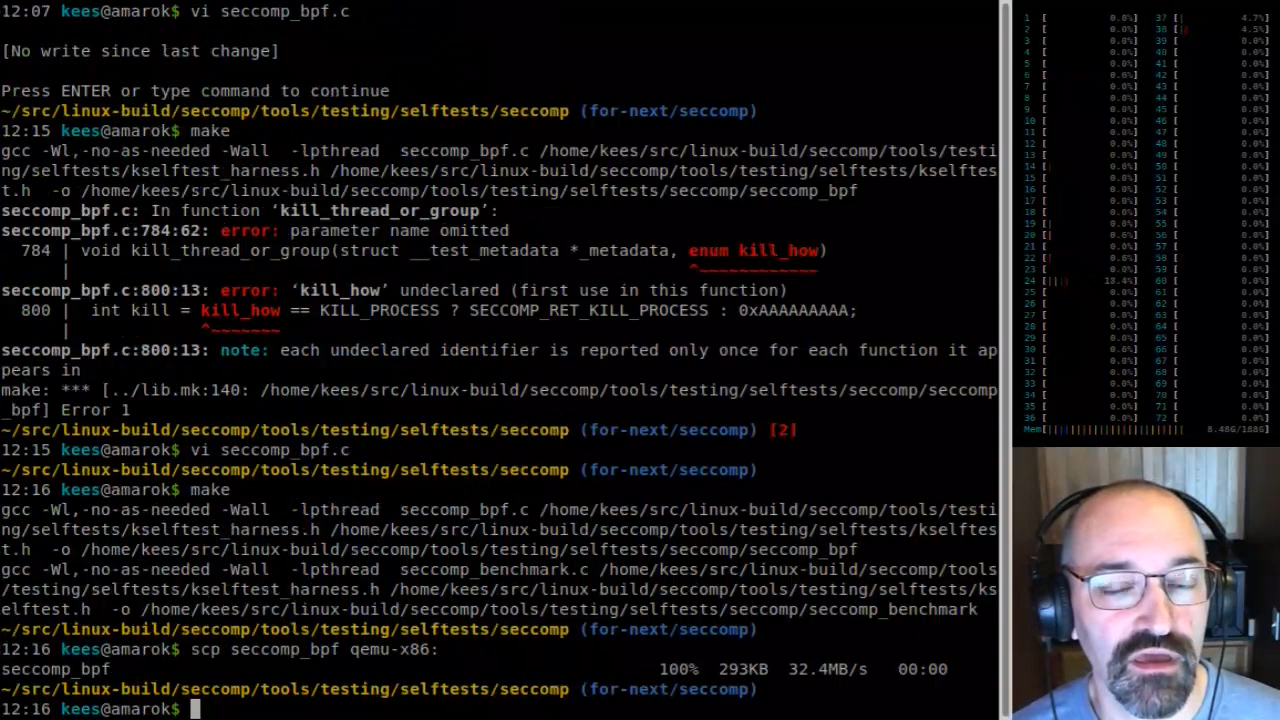 12:07 kees@amarok$ vi seccomp_bpf.c
[No write since last change]
Press ENTER or type command to continue
~/src/linux-build/seccomp/tools/testing/selftests/seccomp (for-next/seccomp)
12:15 kees@amarok$ make
gcc -Wl,-no-as-needed -Wall  -lpthread  seccomp_bpf.c /home/kees/src/linux-build/seccomp/tools/testi
ng/selftests/kselftest_harness.h /home/kees/src/linux-build/seccomp/tools/testing/selftests/kselftes
t.h  -o /home/kees/src/linux-build/seccomp/tools/testing/selftests/seccomp/seccomp_bpf
seccomp_bpf.c: In function ‘kill_thread_or_group’:
seccomp_bpf.c:784:62: error: parameter name omitted
  784 | void kill_thread_or_group(struct __test_metadata *_metadata, enum kill_how)
      |                                                              ^~~~~~~~~~~~~
seccomp_bpf.c:800:13: error: ‘kill_how’ undeclared (first use in this function)
  800 |  int kill = kill_how == KILL_PROCESS ? SECCOMP_RET_KILL_PROCESS : 0xAAAAAAAAA;
      |             ^~~~~~~~
seccomp_bpf.c:800:13: note: each undeclared identifier is reported only once for each function it ap
pears in
make: *** [../lib.mk:140: /home/kees/src/linux-build/seccomp/tools/testing/selftests/seccomp/seccomp
_bpf] Error 1
~/src/linux-build/seccomp/tools/testing/selftests/seccomp (for-next/seccomp) [2]
12:15 kees@amarok$ vi seccomp_bpf.c
~/src/linux-build/seccomp/tools/testing/selftests/seccomp (for-next/seccomp)
12:16 kees@amarok$ make
gcc -Wl,-no-as-needed -Wall  -lpthread  seccomp_bpf.c /home/kees/src/linux-build/seccomp/tools/testi
ng/selftests/kselftest_harness.h /home/kees/src/linux-build/seccomp/tools/testing/selftests/kselftes
t.h  -o /home/kees/src/linux-build/seccomp/tools/testing/selftests/seccomp/seccomp_bpf
gcc -Wl,-no-as-needed -Wall  -lpthread  seccomp_benchmark.c /home/kees/src/linux-build/seccomp/tools
/testing/selftests/kselftest_harness.h /home/kees/src/linux-build/seccomp/tools/testing/selftests/ks
elftest.h  -o /home/kees/src/linux-build/seccomp/tools/testing/selftests/seccomp/seccomp_benchmark
~/src/linux-build/seccomp/tools/testing/selftests/seccomp (for-next/seccomp)
12:16 kees@amarok$ scp seccomp_bpf qemu-x86:
seccomp_bpf                                                       100%  293KB  32.4MB/s   00:00
~/src/linux-build/seccomp/tools/testing/selftests/seccomp (for-next/seccomp)
12:16 kees@amarok$
1 [ 0.0%] 37 [| 4.7%]